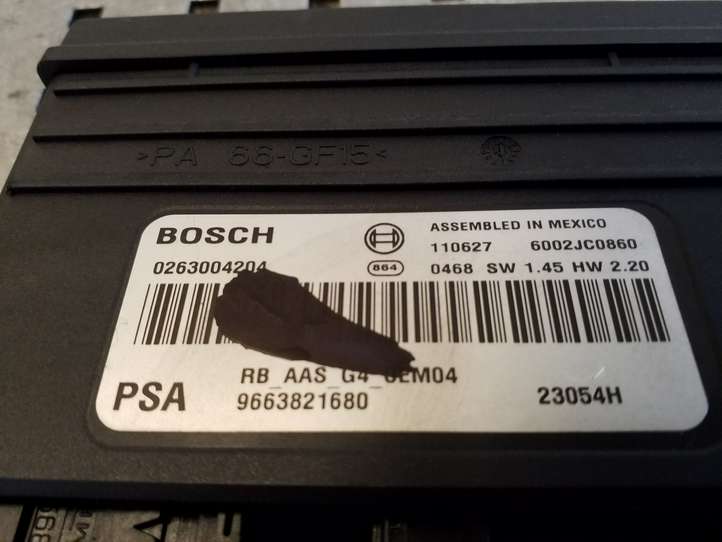 >PA 66-GF15<
BOSCH
ASSEMBLED IN MEXICO
110627 6002JC0860
0263004204
864
0468 SW 1.45 HW 2.20
RB_AAS_G4_OEM04
PSA
9663821680
23054H